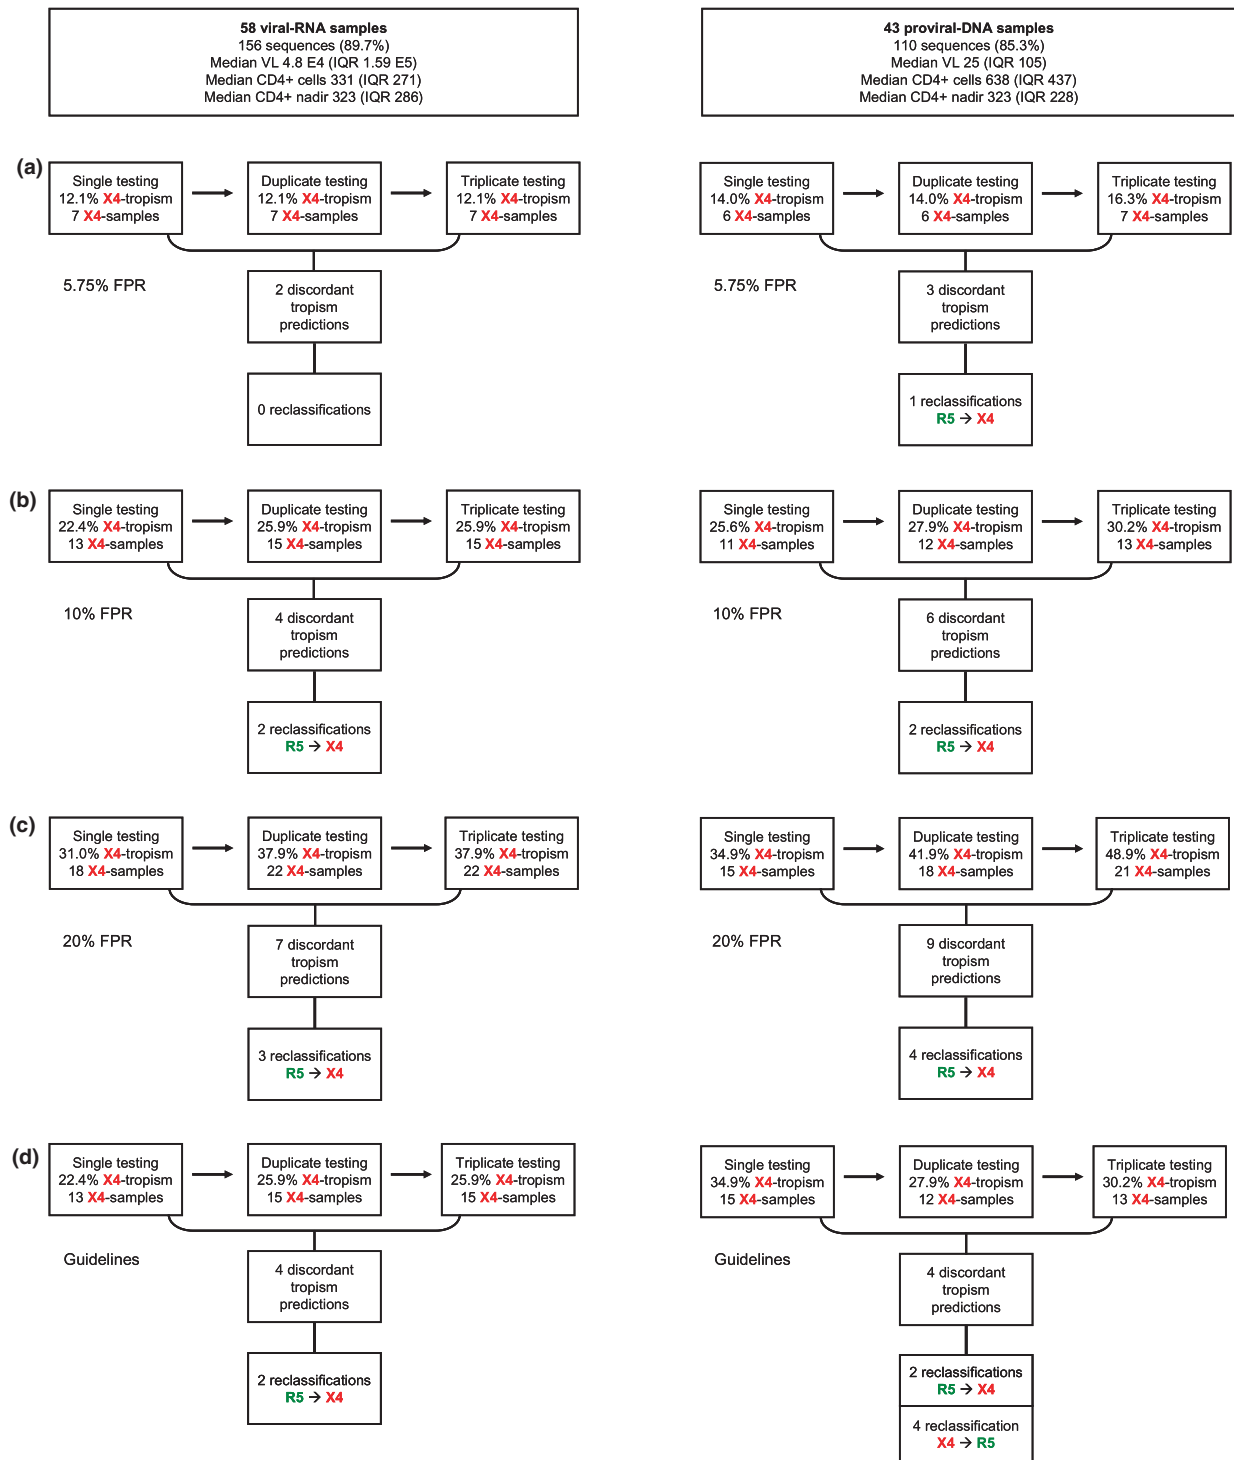 58 viral-RNA samples
156 sequences (89.7%)
Median VL 4.8 E4 (IQR 1.59 E5)
Median CD4+ cells 331 (IQR 271)
Median CD4+ nadir 323 (IQR 286)
43 proviral-DNA samples
110 sequences (85.3%)
Median VL 25 (IQR 105)
Median CD4+ cells 638 (IQR 437)
Median CD4+ nadir 323 (IQR 228)
(a)
Single testing
12.1% X4-tropism
7 X4-samples
Duplicate testing
12.1% X4-tropism
7 X4-samples
Triplicate testing
12.1% X4-tropism
7 X4-samples
5.75% FPR
2 discordant
tropism
predictions
0 reclassifications
Single testing
14.0% X4-tropism
6 X4-samples
Duplicate testing
14.0% X4-tropism
6 X4-samples
Triplicate testing
16.3% X4-tropism
7 X4-samples
5.75% FPR
3 discordant
tropism
predictions
1 reclassifications
R5 → X4
(b)
Single testing
22.4% X4-tropism
13 X4-samples
Duplicate testing
25.9% X4-tropism
15 X4-samples
Triplicate testing
25.9% X4-tropism
15 X4-samples
10% FPR
4 discordant
tropism
predictions
2 reclassifications
R5 → X4
Single testing
25.6% X4-tropism
11 X4-samples
Duplicate testing
27.9% X4-tropism
12 X4-samples
Triplicate testing
30.2% X4-tropism
13 X4-samples
10% FPR
6 discordant
tropism
predictions
2 reclassifications
R5 → X4
(c)
Single testing
31.0% X4-tropism
18 X4-samples
Duplicate testing
37.9% X4-tropism
22 X4-samples
Triplicate testing
37.9% X4-tropism
22 X4-samples
20% FPR
7 discordant
tropism
predictions
3 reclassifications
R5 → X4
Single testing
34.9% X4-tropism
15 X4-samples
Duplicate testing
41.9% X4-tropism
18 X4-samples
Triplicate testing
48.9% X4-tropism
21 X4-samples
20% FPR
9 discordant
tropism
predictions
4 reclassifications
R5 → X4
(d)
Single testing
22.4% X4-tropism
13 X4-samples
Duplicate testing
25.9% X4-tropism
15 X4-samples
Triplicate testing
25.9% X4-tropism
15 X4-samples
Guidelines
4 discordant
tropism
predictions
2 reclassifications
R5 → X4
Single testing
34.9% X4-tropism
15 X4-samples
Duplicate testing
27.9% X4-tropism
12 X4-samples
Triplicate testing
30.2% X4-tropism
13 X4-samples
Guidelines
4 discordant
tropism
predictions
2 reclassifications
R5 → X4
4 reclassification
X4 → R5